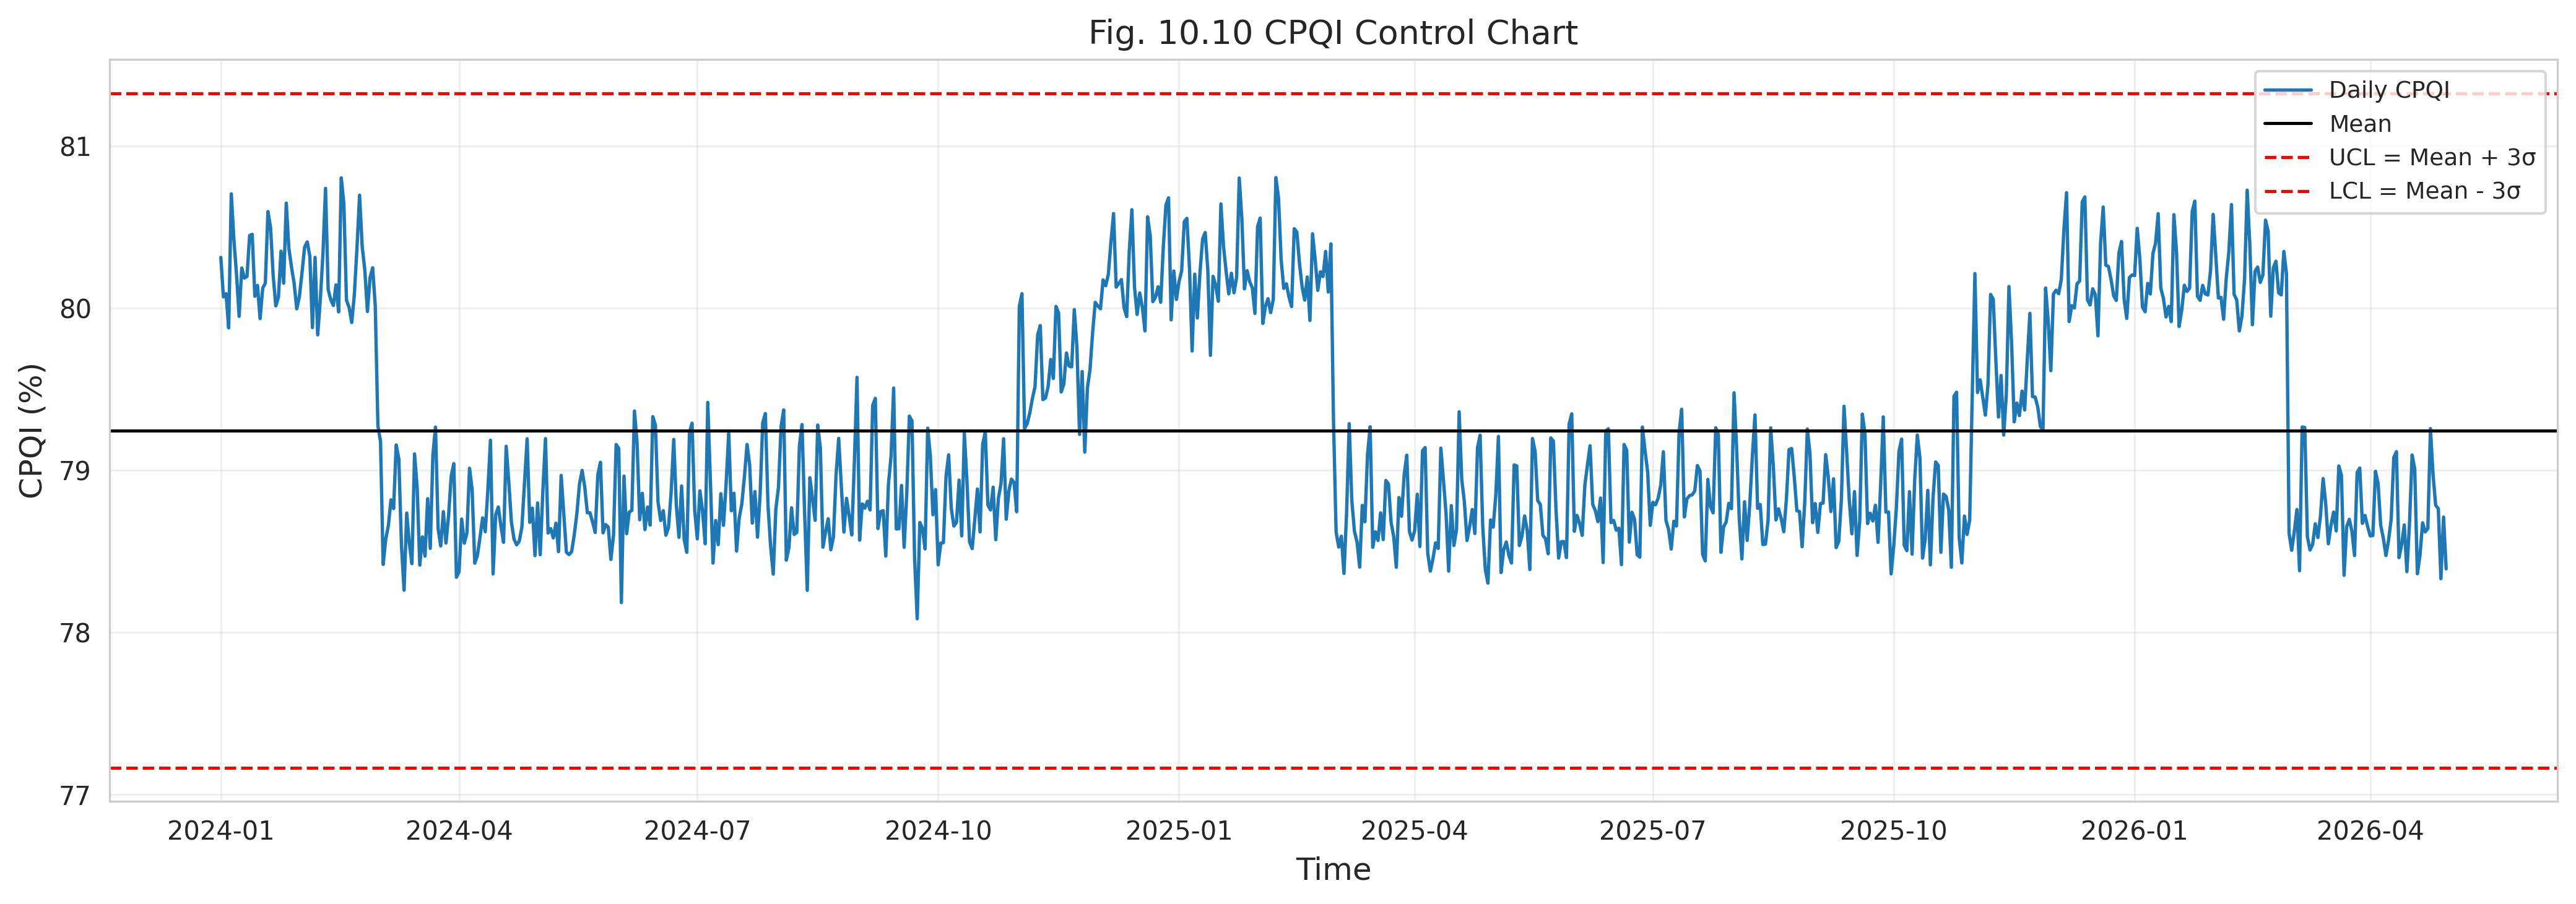 Fig. 10.10 CPQI Control Chart
Daily CPQI
Mean
UCL = Mean + 3σ
LCL = Mean - 3σ
CPQI (%)
81
80
79
78
77
2024-01 2024-04 2024-07 2024-10 2025-01 2025-04 2025-07 2025-10 2026-01 2026-04
Time